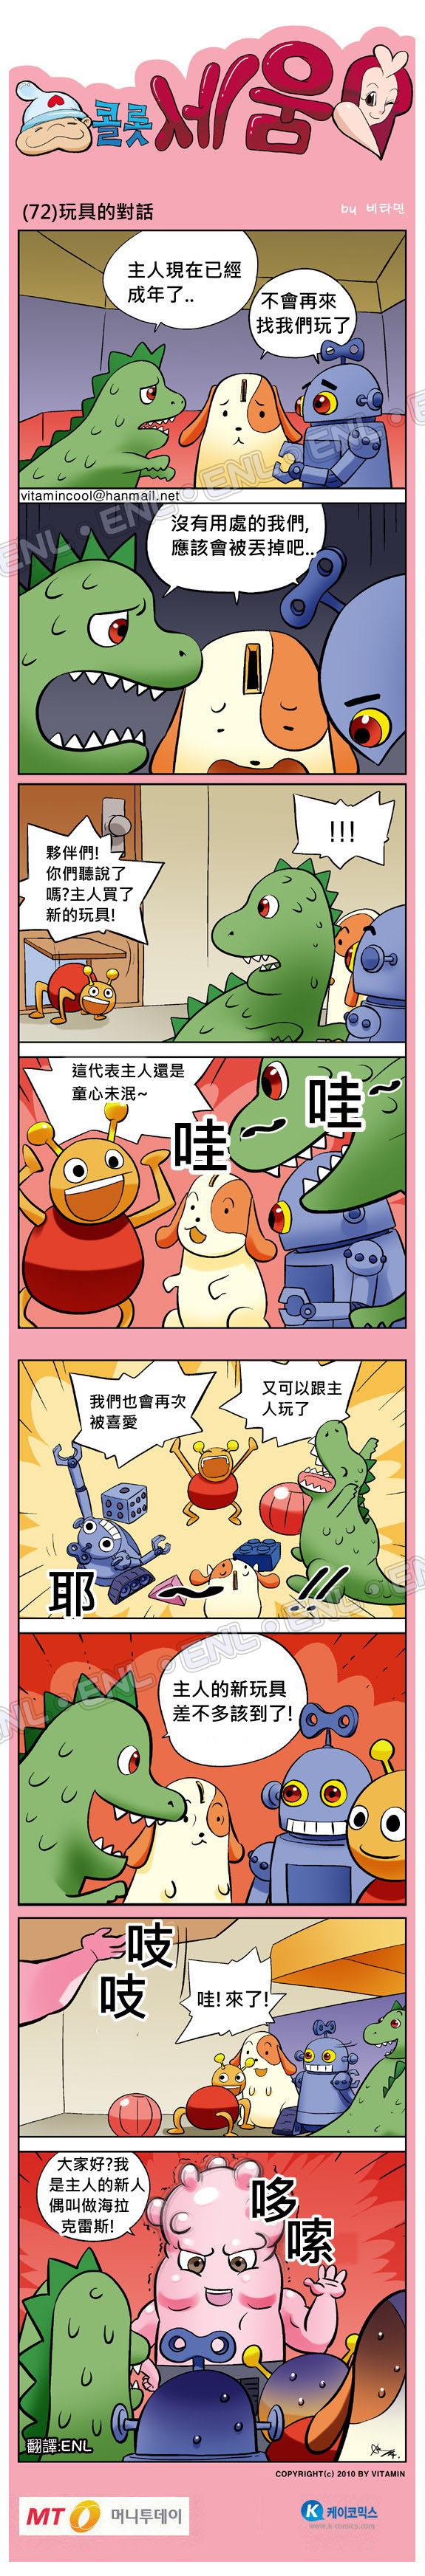 콜롯
세움
(72)玩具的對話
by 비타민
主人現在已經
成年了..
不會再來
找我們玩了
vitamincool@hanmail.net
沒有用處的我們,
應該會被丟掉吧..
夥伴們!
你們聽說了
嗎?主人買了
新的玩具!
!!!
這代表主人還是
童心未泯~
哇~
哇~
我們也會再次
被喜愛
又可以跟主
人玩了
耶~~//
主人的新玩具
差不多該到了!
吱
吱
哇! 來了!
大家好?我
是主人的新人
偶叫做海拉
克雷斯!
哆
嗦
翻譯:ENL
COPYRIGHT(c) 2010 BY VITAMIN
MT 머니투데이
K 케이코믹스
www.k-comics.com
ENL